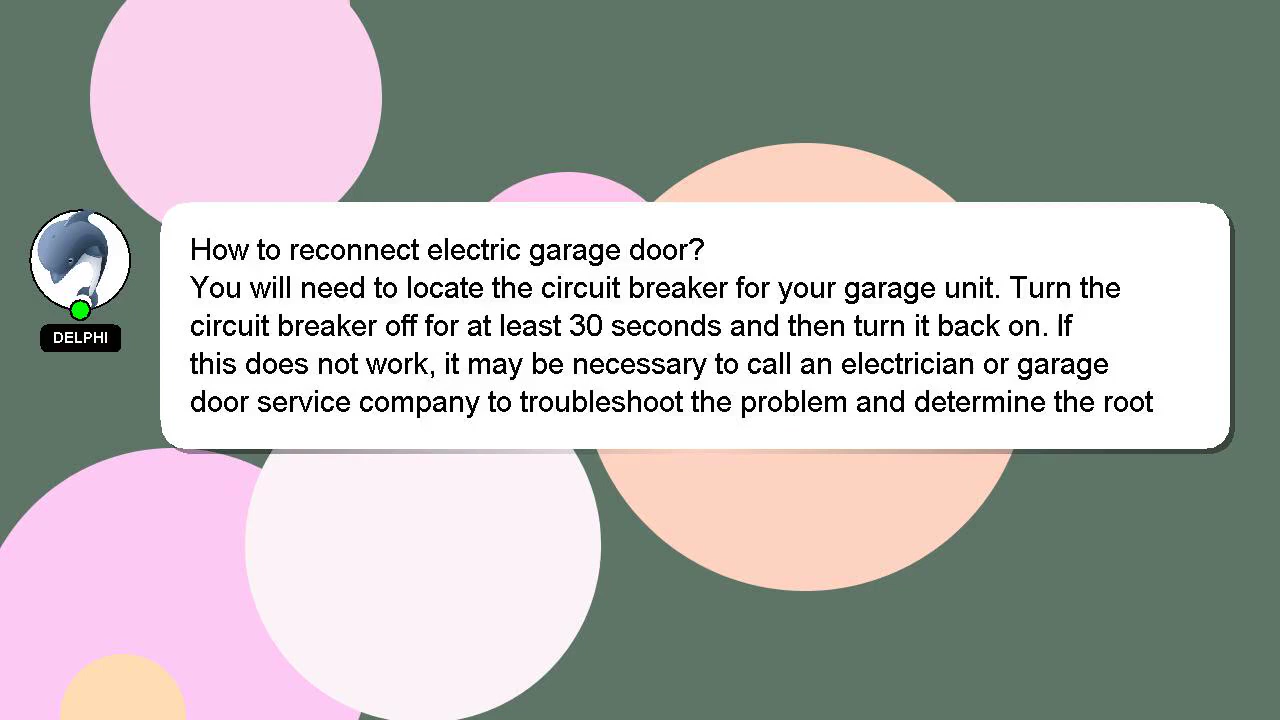 How to reconnect electric garage door?
You will need to locate the circuit breaker for your garage unit. Turn the
circuit breaker off for at least 30 seconds and then turn it back on. If
this does not work, it may be necessary to call an electrician or garage
door service company to troubleshoot the problem and determine the root
DELPHI